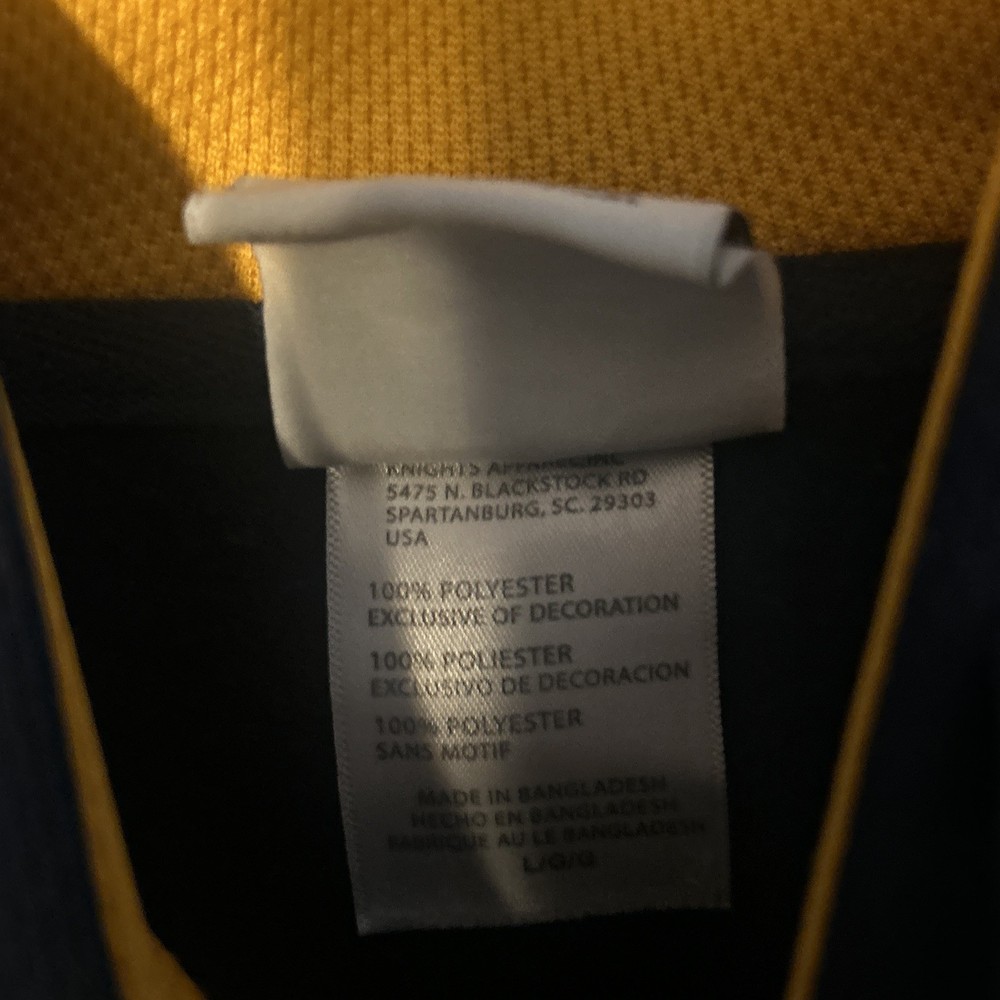 KNIGHTS APPAREL, INC
5475 N. BLACKSTOCK RD
SPARTANBURG, SC. 29303
USA
100% POLYESTER
EXCLUSIVE OF DECORATION
100% POLIESTER
EXCLUSIVO DE DECORACION
100% POLYESTER
SANS MOTIF
MADE IN BANGLADESH
HECHO EN BANGLADESH
FABRIQUE AU LE BANGLADESH
L/G/G